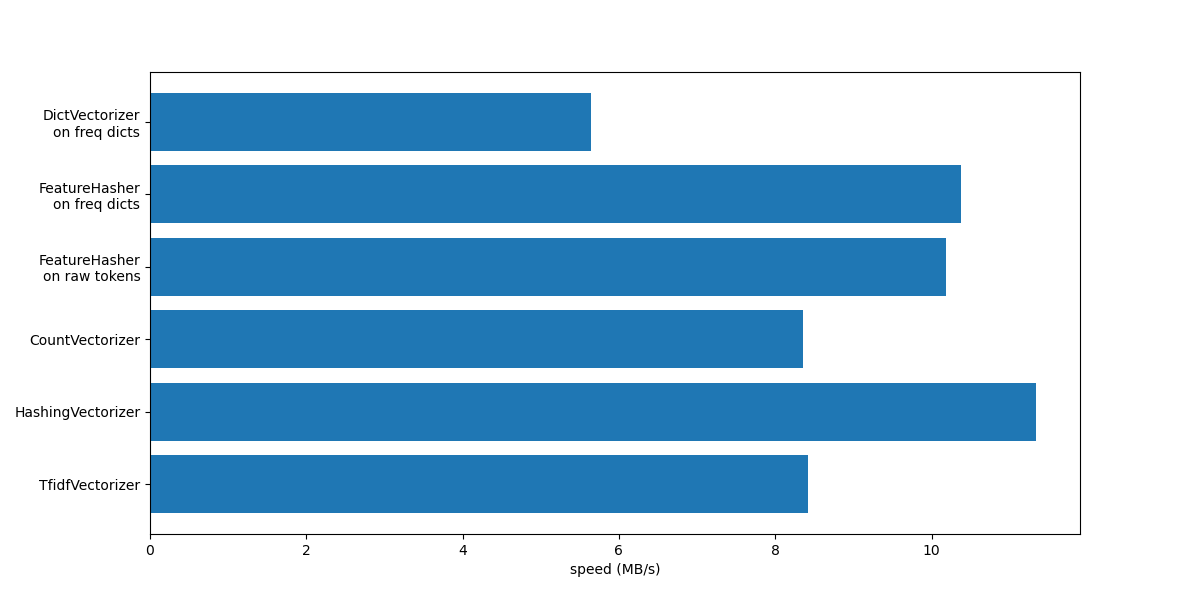 DictVectorizer
on freq dicts
FeatureHasher
on freq dicts
FeatureHasher
on raw tokens
CountVectorizer
HashingVectorizer
TfidfVectorizer
0 2 4 6 8 10
speed (MB/s)